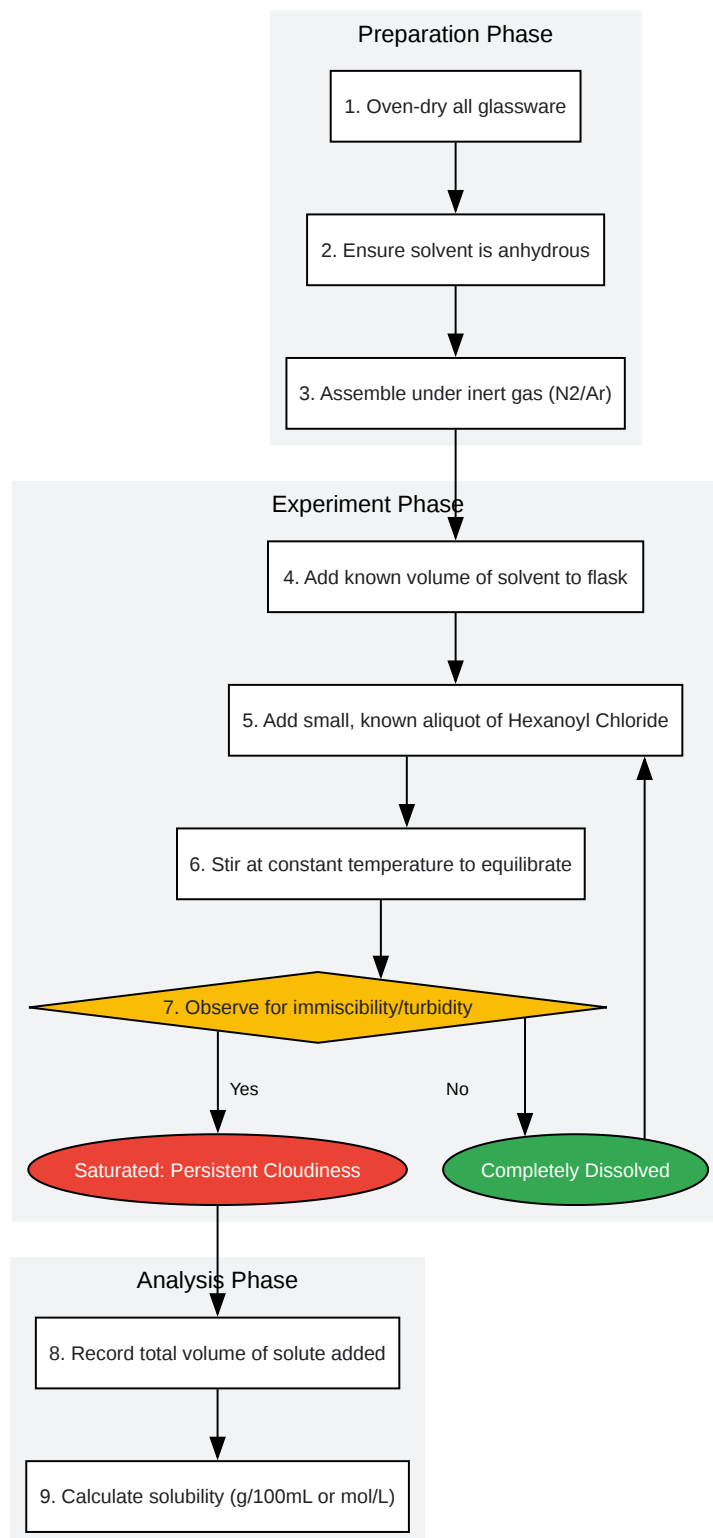 Preparation Phase
1. Oven-dry all glassware
2. Ensure solvent is anhydrous
3. Assemble under inert gas (N2/Ar)
Experiment Phase
4. Add known volume of solvent to flask
5. Add small, known aliquot of Hexanoyl Chloride
6. Stir at constant temperature to equilibrate
7. Observe for immiscibility/turbidity
Yes
No
Saturated: Persistent Cloudiness
Completely Dissolved
Analysis Phase
8. Record total volume of solute added
9. Calculate solubility (g/100mL or mol/L)